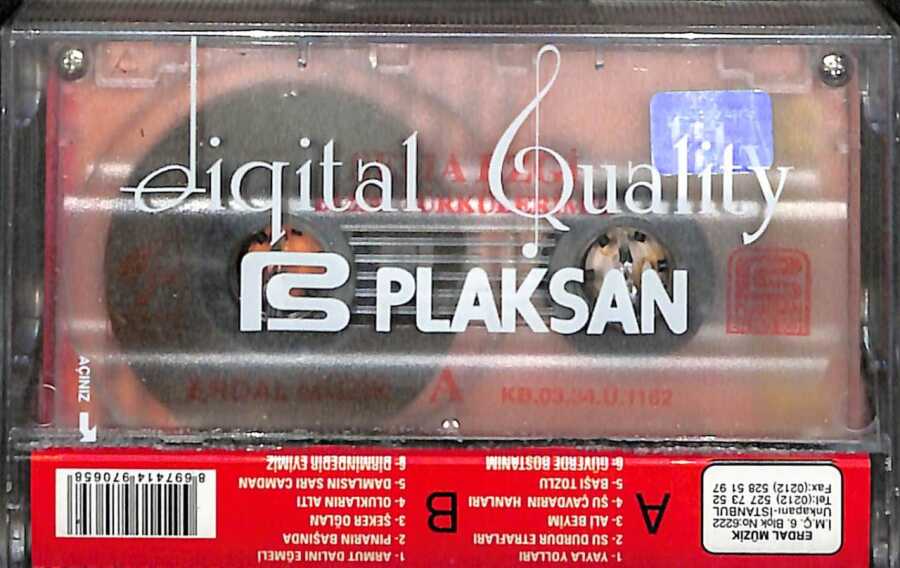 digital Quality
PLAKSAN
AÇINIZ
ERDAL MÜZİK
A
KB.03.34.Ü.1162
ERDAL MÜZİK
İ.M.Ç. 6. Blok No:6222
Unkapanı-İSTANBUL
Tel:(0212) 527 73 52
Fax:(0212) 528 51 97
A
1- YAYLA YOLLARI
2- SU DURDUR ETRAFLARI
3- ALİ BEYİM
4- ŞU ÇAVDARIN HANLARI
5- BAŞI TOZLU
6- GÜVERDE BOSTANIM
B
1- ARMUT DALINI EĞMELİ
2- PINARIN BAŞINDA
3- ŞEKER OĞLAN
4- OLUKLARIN ALTI
5- DAMLASIN SARI CAMDAN
6- DİRMİNDEDİR EVİMİZ
8 697414 970658